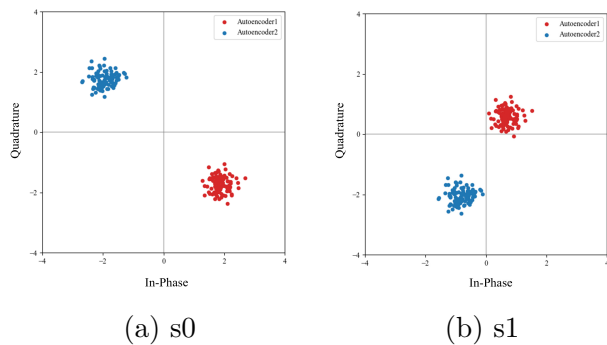 Autoencoder1
Autoencoder2
4
2
0
−2
−4
−4
−2
0
2
4
Quadrature
In-Phase
(a) s0
Autoencoder1
Autoencoder2
4
2
0
−2
−4
−4
−2
0
2
4
Quadrature
In-Phase
(b) s1